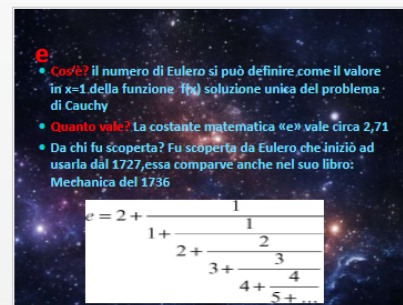 e
• Cos'è? il numero di Eulero si può definire come il valore
in x=1 della funzione f(x) soluzione unica del problema
di Cauchy
• Quanto vale? La costante matematica «e» vale circa 2,71
• Da chi fu scoperta? Fu scoperta da Eulero che iniziò ad
usarla dal 1727,essa comparve anche nel suo libro:
Mechanica del 1736
1
e = 2 +
1
1 +
2
2 +
3
3 +
4
4 +
5 + ...